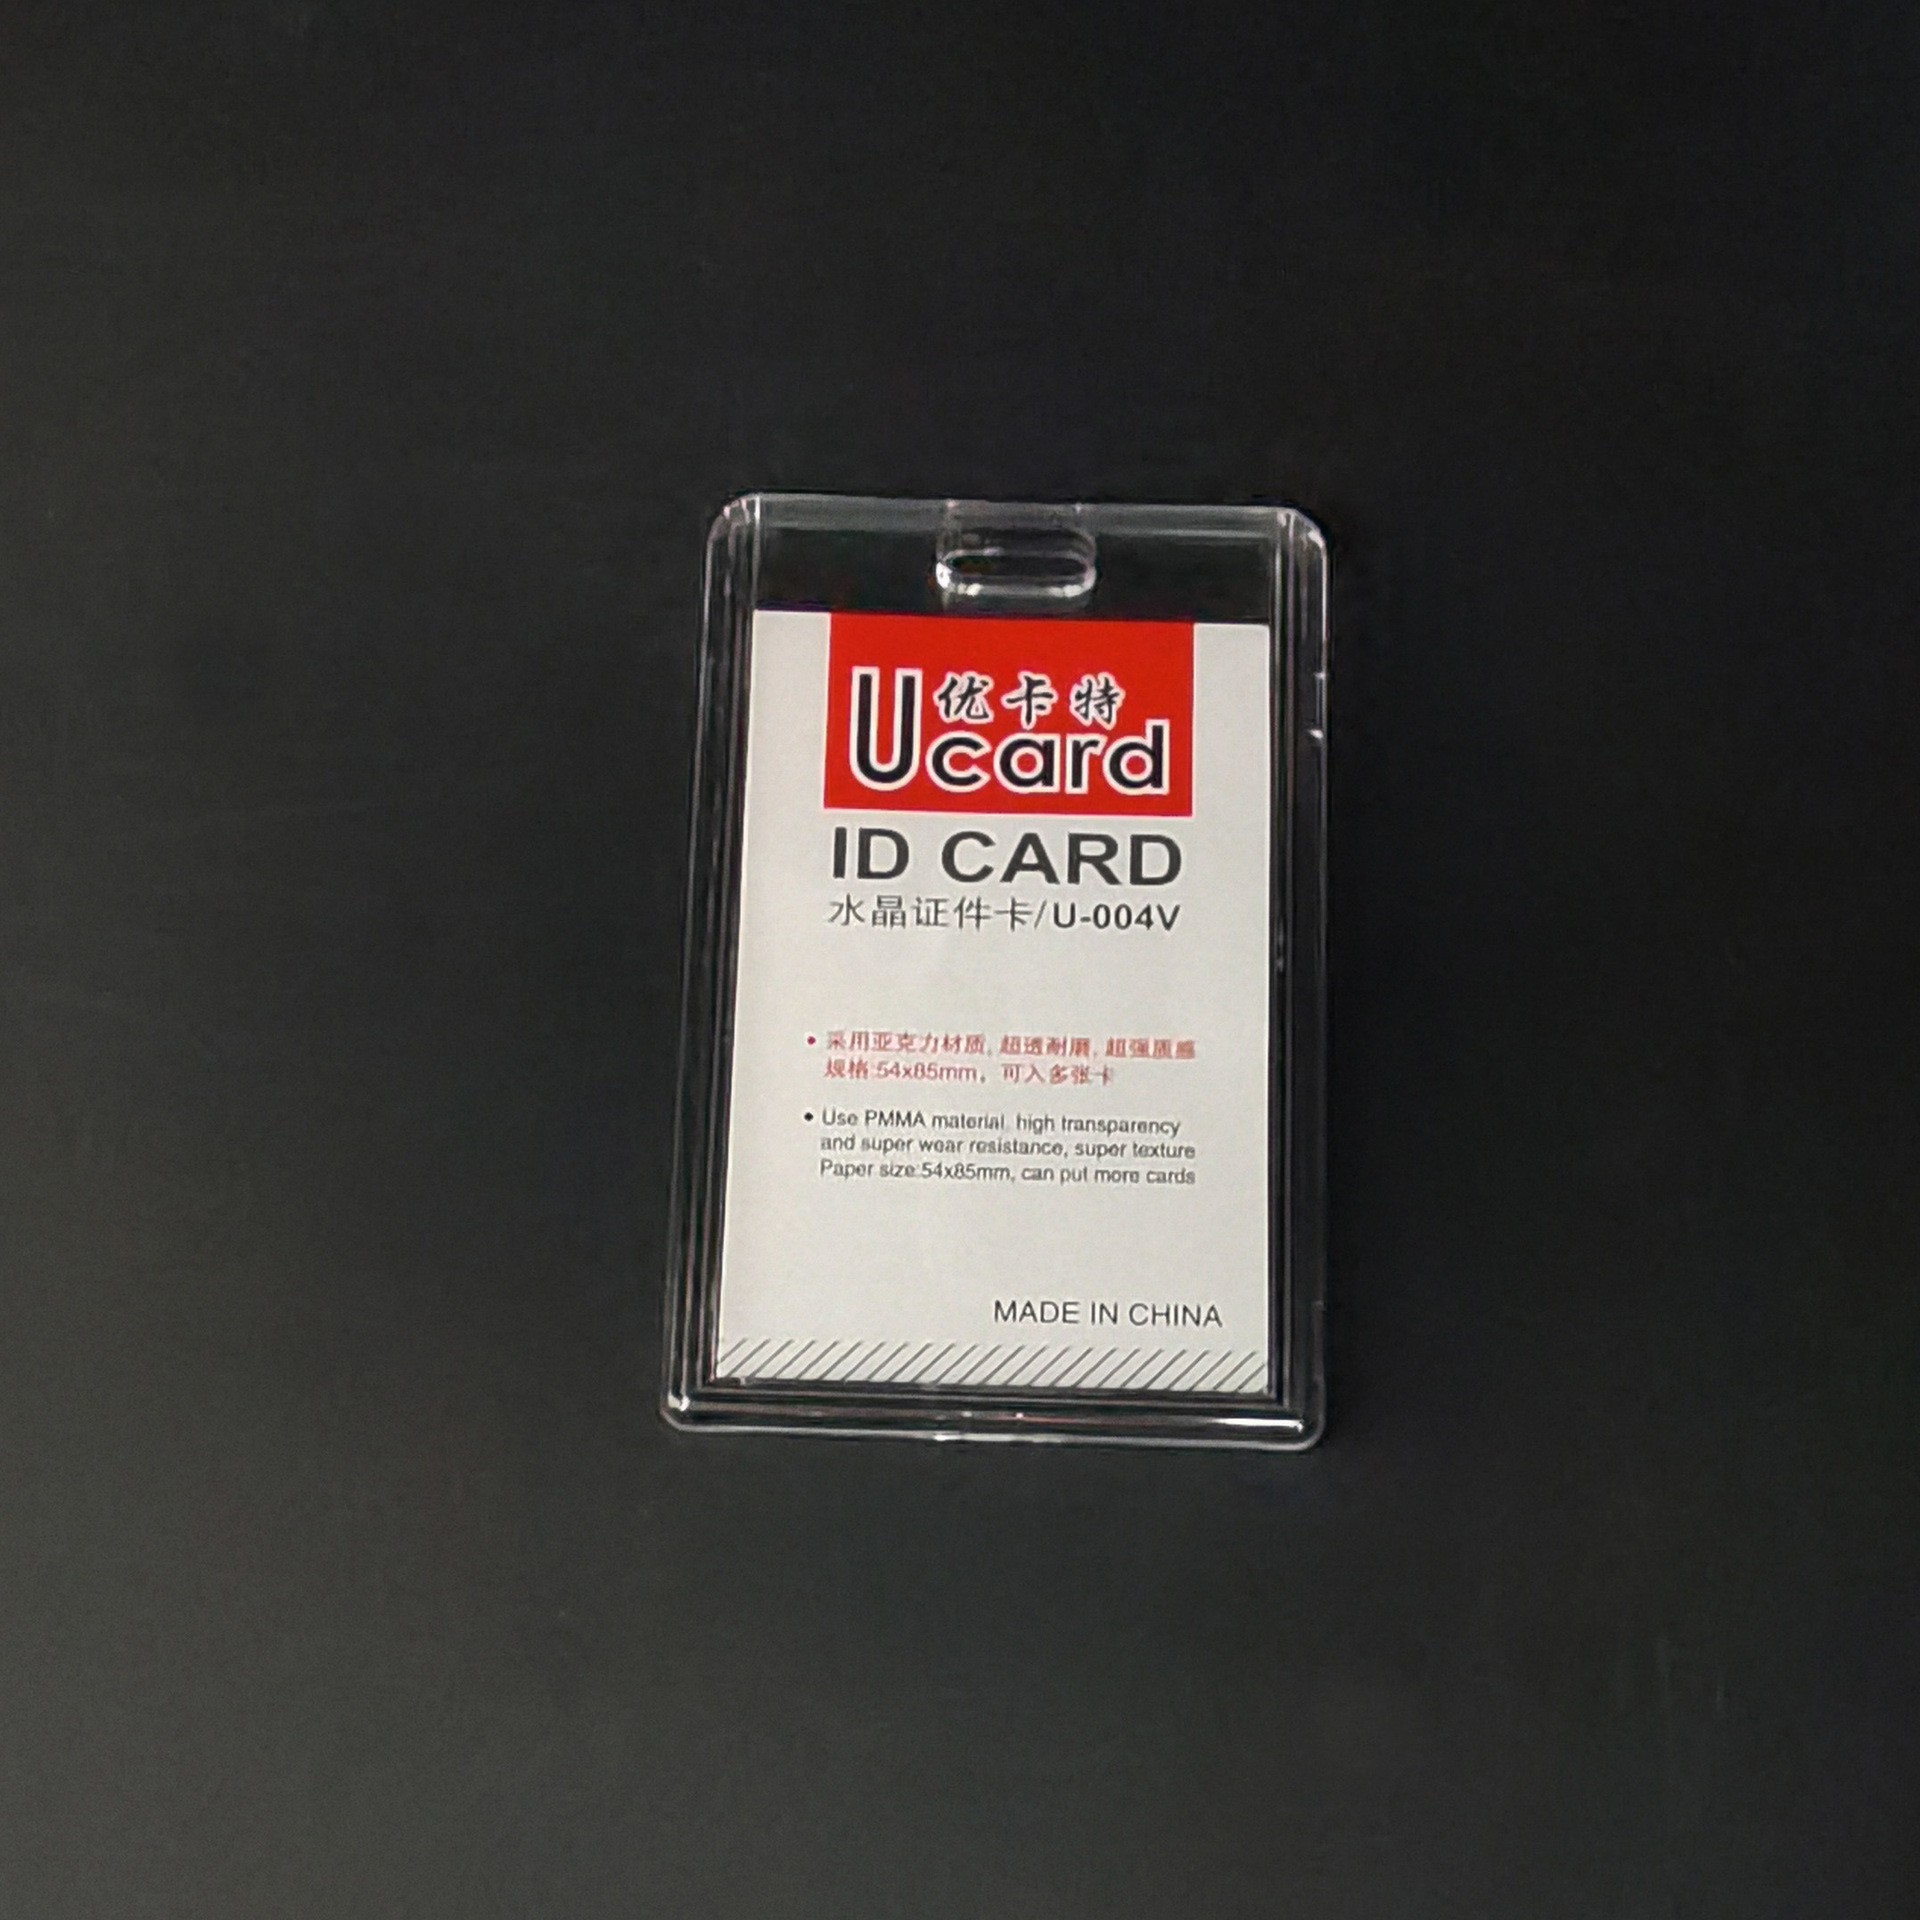 优卡特
Ucard
ID CARD
水晶证件卡/U-004V
• 采用亚克力材质, 超透耐磨, 超强质感
规格:54x85mm, 可入多张卡
• Use PMMA material, high transparency
and super wear resistance, super texture
Paper size:54x85mm, can put more cards
MADE IN CHINA